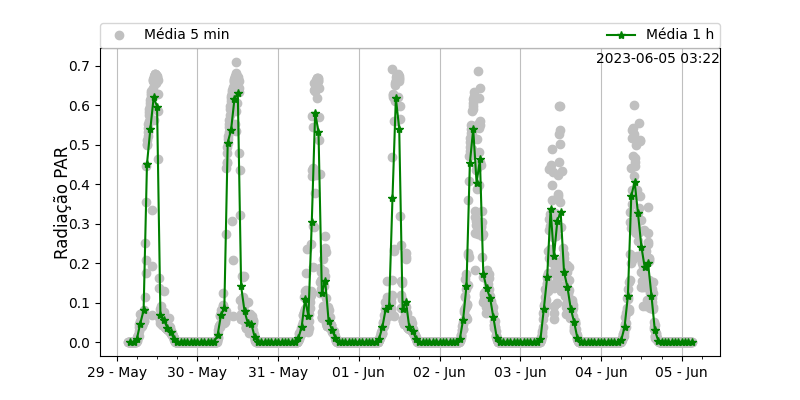 Média 5 min
Média 1 h
2023-06-05 03:22
Radiação PAR
0.7
0.6
0.5
0.4
0.3
0.2
0.1
0.0
29 - May
30 - May
31 - May
01 - Jun
02 - Jun
03 - Jun
04 - Jun
05 - Jun